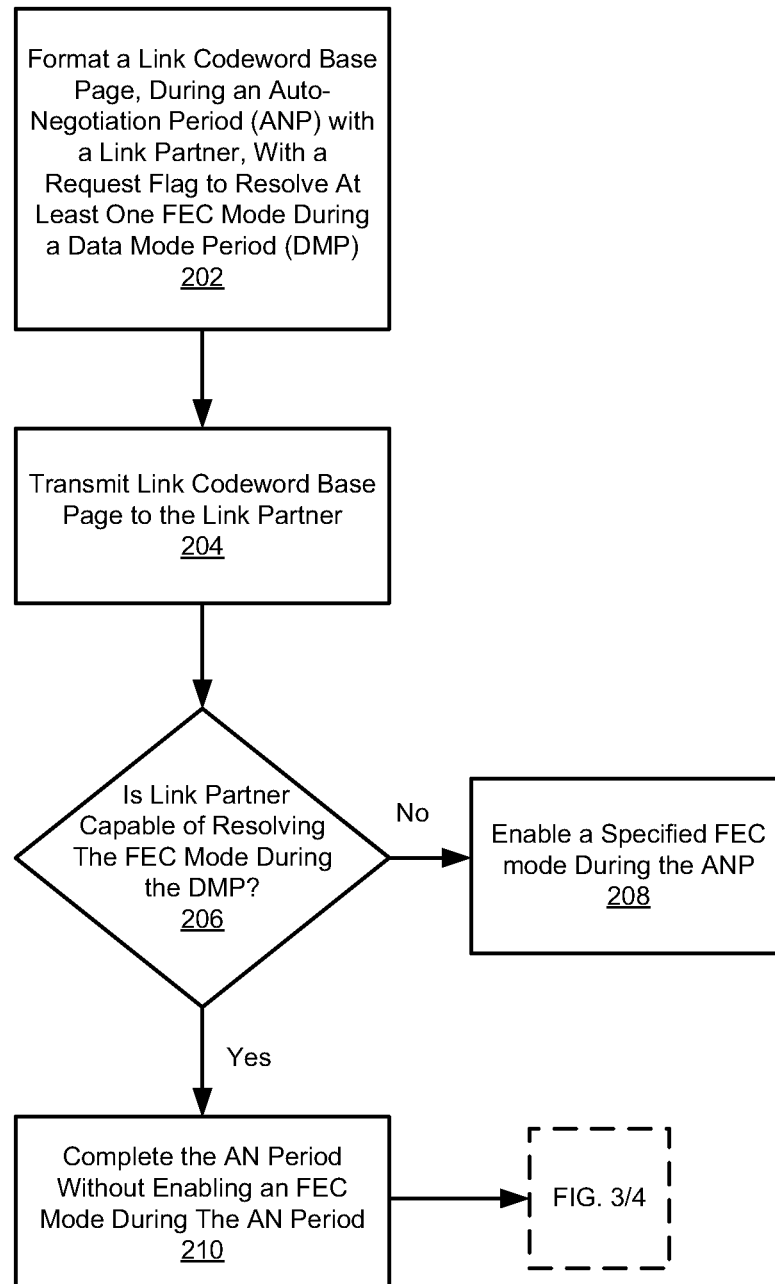 Format a Link Codeword Base
Page, During an Auto-
Negotiation Period (ANP) with
a Link Partner, With a
Request Flag to Resolve At
Least One FEC Mode During
a Data Mode Period (DMP)
202
Transmit Link Codeword Base
Page to the Link Partner
204
Is Link Partner
Capable of Resolving
The FEC Mode During
the DMP?
206
No
Enable a Specified FEC
mode During the ANP
208
Yes
Complete the AN Period
Without Enabling an FEC
Mode During The AN Period
210
FIG. 3/4